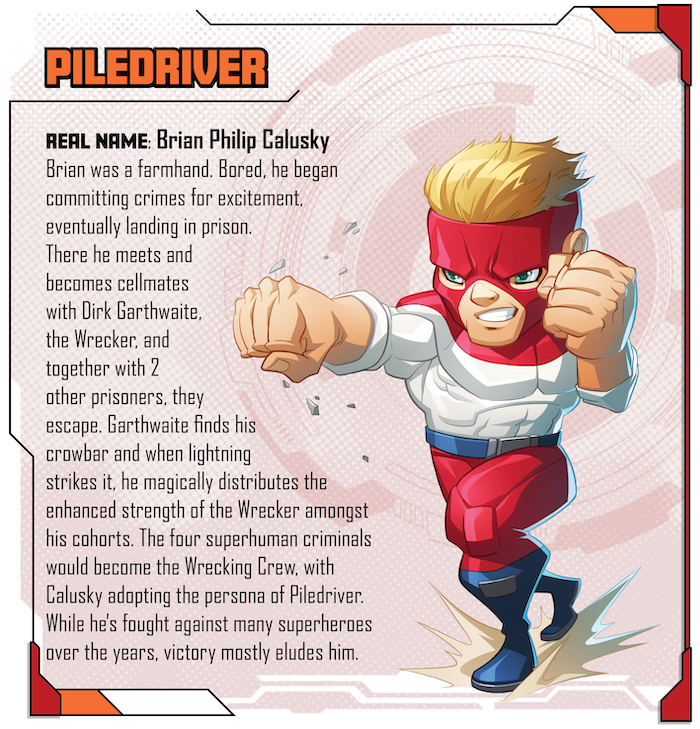 PILEDRIVER
REAL NAME: Brian Philip Calusky
Brian was a farmhand. Bored, he began
committing crimes for excitement,
eventually landing in prison.
There he meets and
becomes cellmates
with Dirk Garthwaite,
the Wrecker, and
together with 2
other prisoners, they
escape. Garthwaite finds his
crowbar and when lightning
strikes it, he magically distributes the
enhanced strength of the Wrecker amongst
his cohorts. The four superhuman criminals
would become the Wrecking Crew, with
Calusky adopting the persona of Piledriver.
While he's fought against many superheroes
over the years, victory mostly eludes him.